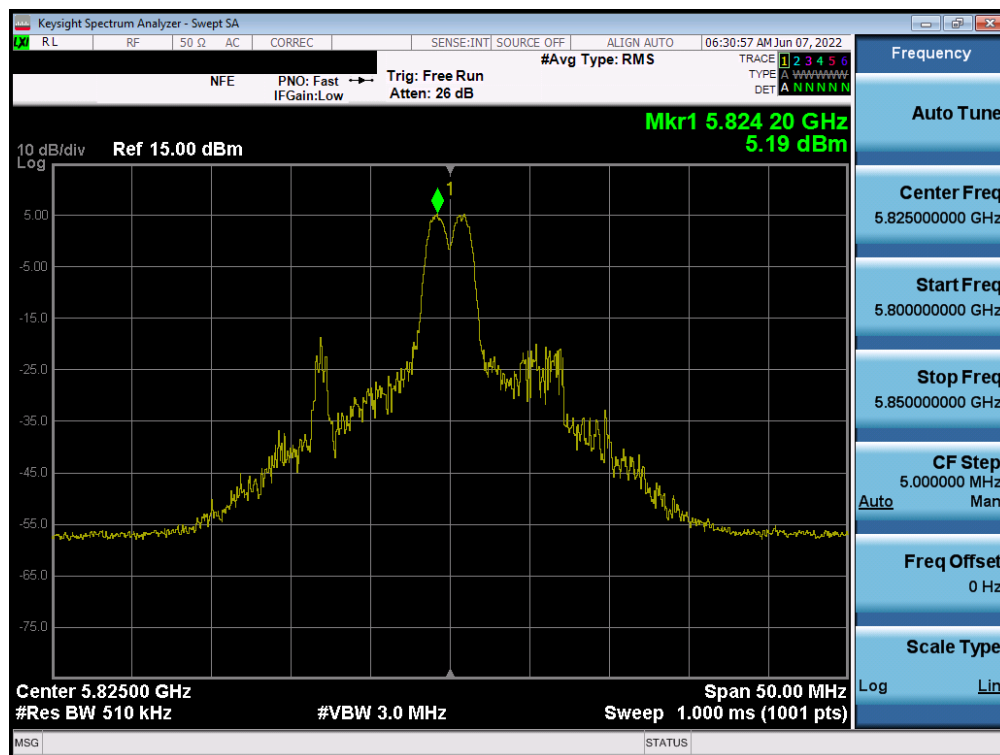 Keysight Spectrum Analyzer - Swept SA
LXI RL RF 50 Ω AC CORREC SENSE:INT SOURCE OFF ALIGN AUTO 06:30:57 AM Jun 07, 2022
#Avg Type: RMS
TRACE 1 2 3 4 5 6
TYPE A WWWWW
DET A N N N N N
NFE
PNO: Fast
IFGain:Low
Trig: Free Run
Atten: 26 dB
Mkr1 5.824 20 GHz
5.19 dBm
10 dB/div
Log
Ref 15.00 dBm
1
5.00
-5.00
-15.0
-25.0
-35.0
-45.0
-55.0
-65.0
-75.0
Center 5.82500 GHz
Span 50.00 MHz
#Res BW 510 kHz
#VBW 3.0 MHz
Sweep 1.000 ms (1001 pts)
MSG
STATUS
Frequency
Auto Tune
Center Freq
5.825000000 GHz
Start Freq
5.800000000 GHz
Stop Freq
5.850000000 GHz
CF Step
5.000000 MHz
Auto Man
Freq Offset
0 Hz
Scale Type
Log Lin